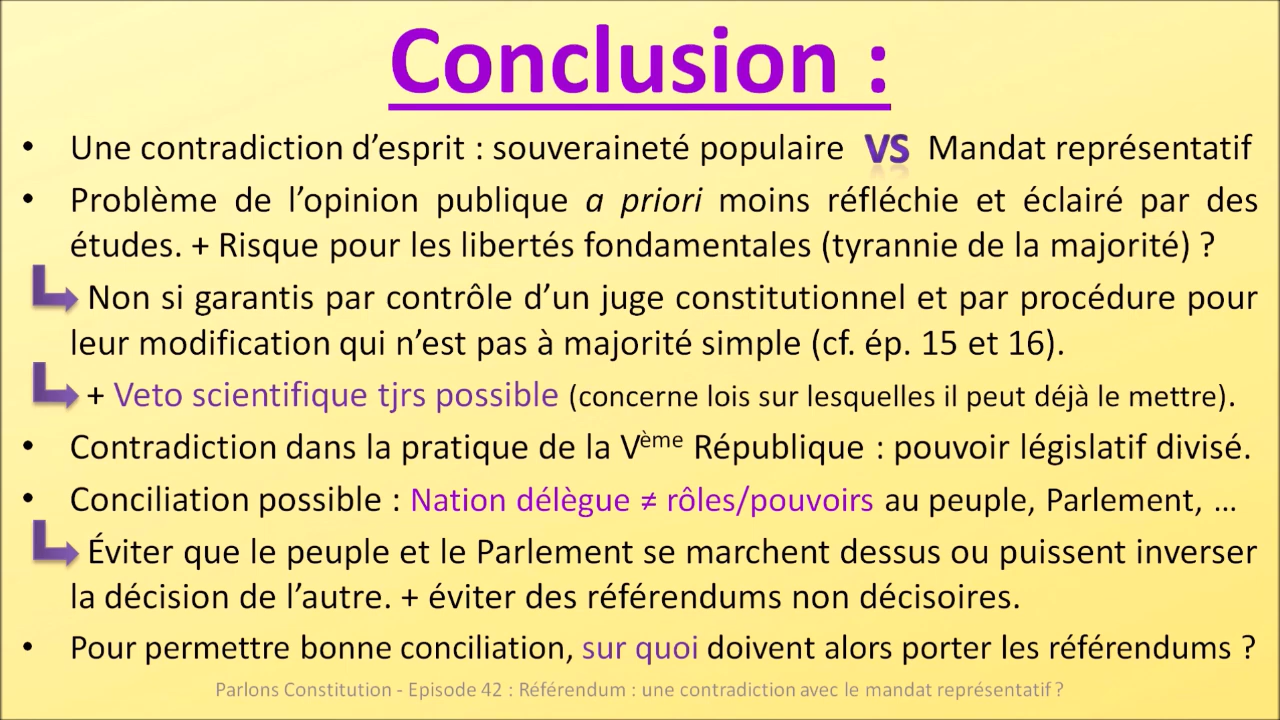 Conclusion :
• Une contradiction d’esprit : souveraineté populaire VS Mandat représentatif
• Problème de l’opinion publique a priori moins réfléchie et éclairé par des
études. + Risque pour les libertés fondamentales (tyrannie de la majorité) ?
Non si garantis par contrôle d’un juge constitutionnel et par procédure pour
leur modification qui n’est pas à majorité simple (cf. ép. 15 et 16).
+ Veto scientifique tjrs possible (concerne lois sur lesquelles il peut déjà le mettre).
• Contradiction dans la pratique de la Vème République : pouvoir législatif divisé.
• Conciliation possible : Nation délègue ≠ rôles/pouvoirs au peuple, Parlement, …
Éviter que le peuple et le Parlement se marchent dessus ou puissent inverser
la décision de l’autre. + éviter des référendums non décisoires.
• Pour permettre bonne conciliation, sur quoi doivent alors porter les référendums ?
Parlons Constitution - Episode 42 : Référendum : une contradiction avec le mandat représentatif ?